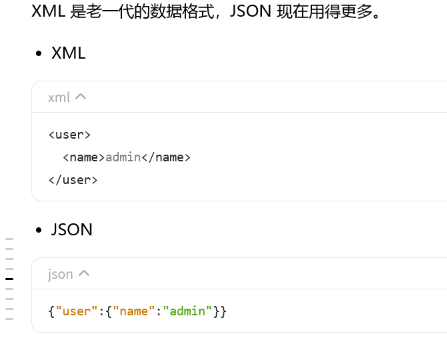 XML 是老一代的数据格式，JSON 现在用得更多。
• XML
xml
<user>
  <name>admin</name>
</user>
• JSON
json
{"user":{"name":"admin"}}